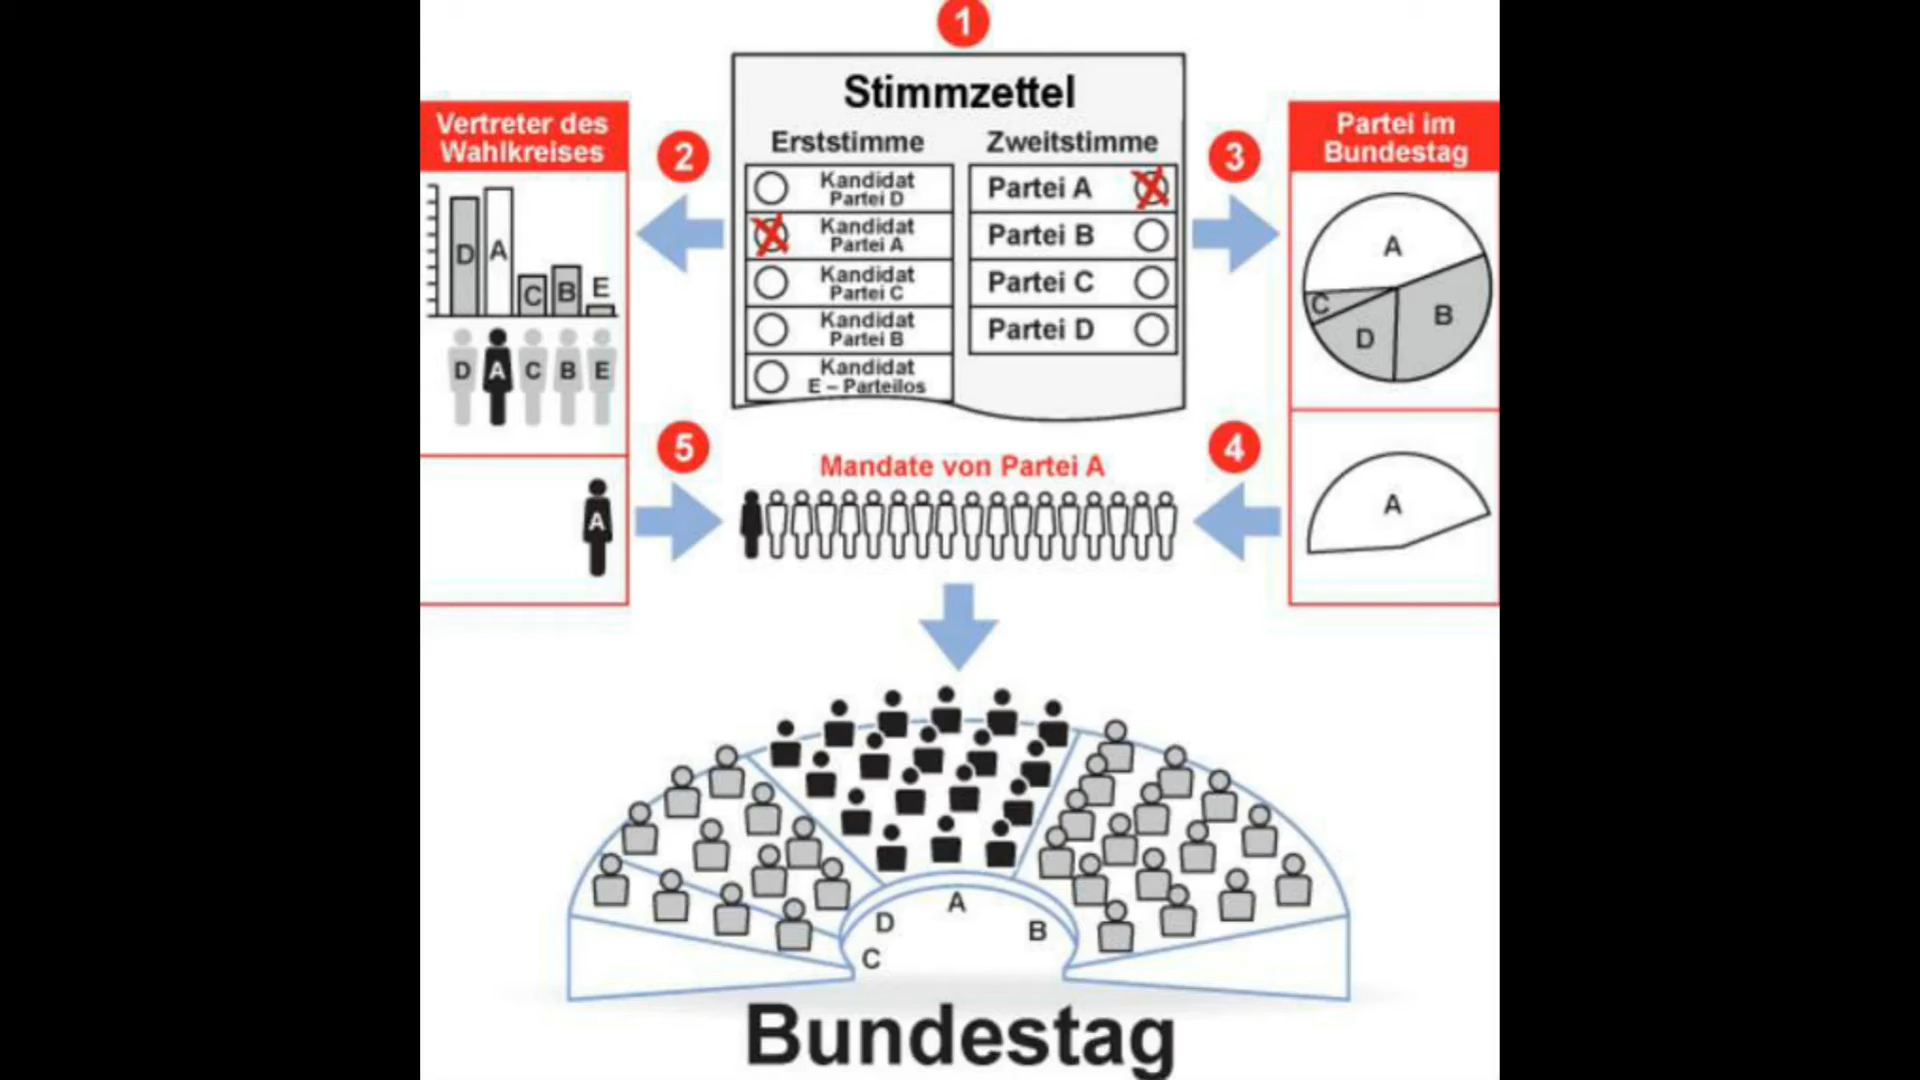 1
Stimmzettel
Erststimme
Zweitstimme
Kandidat
Partei D
Kandidat
Partei A
Kandidat
Partei C
Kandidat
Partei B
Kandidat
E – Parteilos
Partei A
Partei B
Partei C
Partei D
2
Vertreter des
Wahlkreises
D A C B E
D A C B E
3
Partei im
Bundestag
A
B
C
D
4
A
5
A
Mandate von Partei A
A
D
B
C
Bundestag